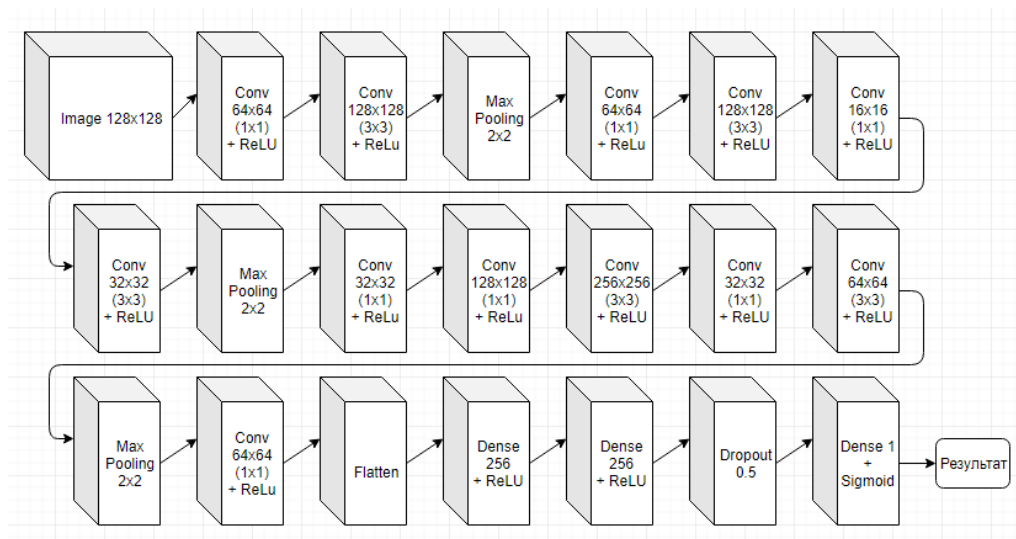 Image 128x128
Conv
64x64
(1x1)
+ ReLU
Conv
128x128
(3x3)
+ ReLu
Max
Pooling
2x2
Conv
64x64
(1x1)
+ ReLu
Conv
128x128
(3x3)
+ ReLU
Conv
16x16
(1x1)
+ ReLU
Conv
32x32
(3x3)
+ ReLU
Max
Pooling
2x2
Conv
32x32
(1x1)
+ ReLu
Conv
128x128
(1x1)
+ ReLu
Conv
256x256
(3x3)
+ ReLU
Conv
32x32
(1x1)
+ ReLU
Conv
64x64
(3x3)
+ ReLU
Max
Pooling
2x2
Conv
64x64
(1x1)
+ ReLu
Flatten
Dense
256
+ ReLU
Dense
256
+ ReLU
Dropout
0.5
Dense 1
+
Sigmoid
Результат